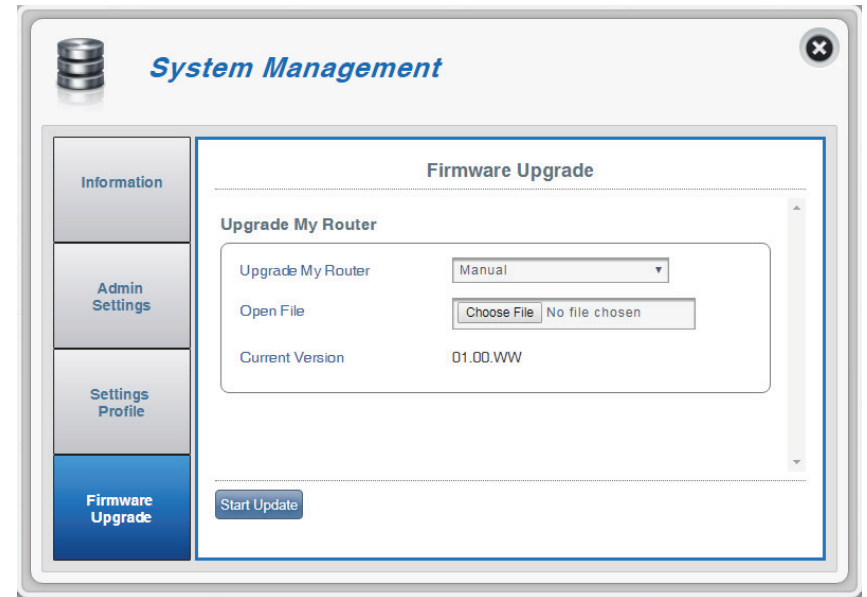 System Management
Information
Admin
Settings
Settings
Profile
Firmware
Upgrade
Firmware Upgrade
Upgrade My Router
Upgrade My Router Manual
Open File Choose File No file chosen
Current Version 01.00.WW
Start Update